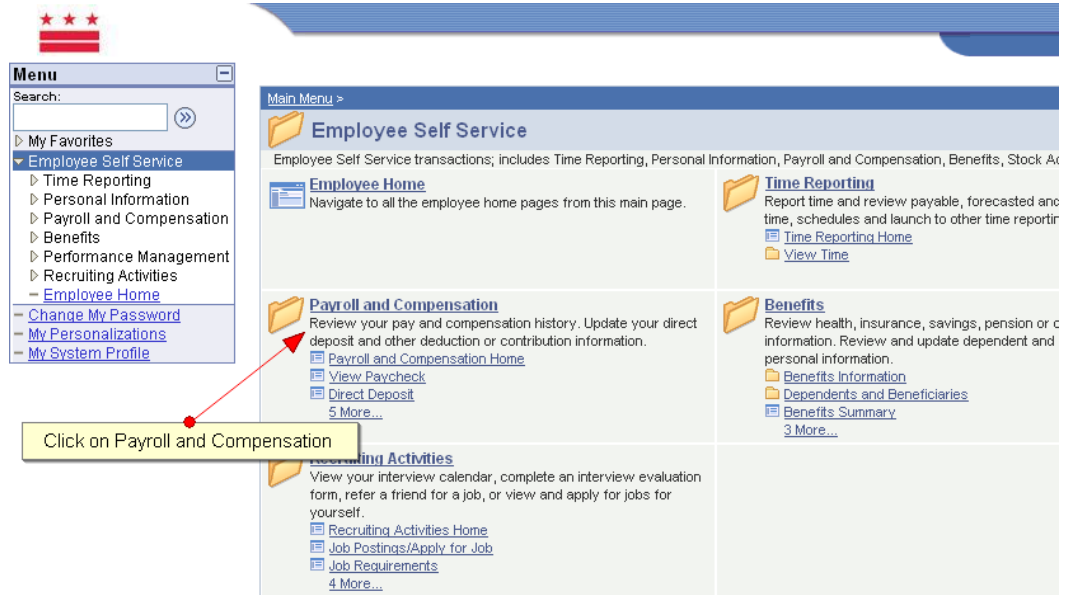 Menu
Search:
My Favorites
Employee Self Service
Time Reporting
Personal Information
Payroll and Compensation
Benefits
Performance Management
Recruiting Activities
Employee Home
Change My Password
My Personalizations
My System Profile
Main Menu >
Employee Self Service
Employee Self Service transactions; includes Time Reporting, Personal Information, Payroll and Compensation, Benefits, Stock
Employee Home
Navigate to all the employee home pages from this main page.
Time Reporting
Report time and review payable, forecasted and
time, schedules and launch to other time
Time Reporting Home
View Time
Payroll and Compensation
Review your pay and compensation history. Update your direct
deposit and other deduction or contribution information.
Payroll and Compensation Home
View Paycheck
Direct Deposit
5 More...
Benefits
Review health, insurance, savings, pension or
information. Review and update dependent and
personal information.
Benefits Information
Dependents and Beneficiaries
Benefits Summary
3 More...
Click on Payroll and Compensation
Recruiting Activities
View your interview calendar, complete an interview evaluation
form, refer a friend for a job, or view and apply for jobs for
yourself.
Recruiting Activities Home
Job Postings/Apply for Job
Job Requirements
4 More...